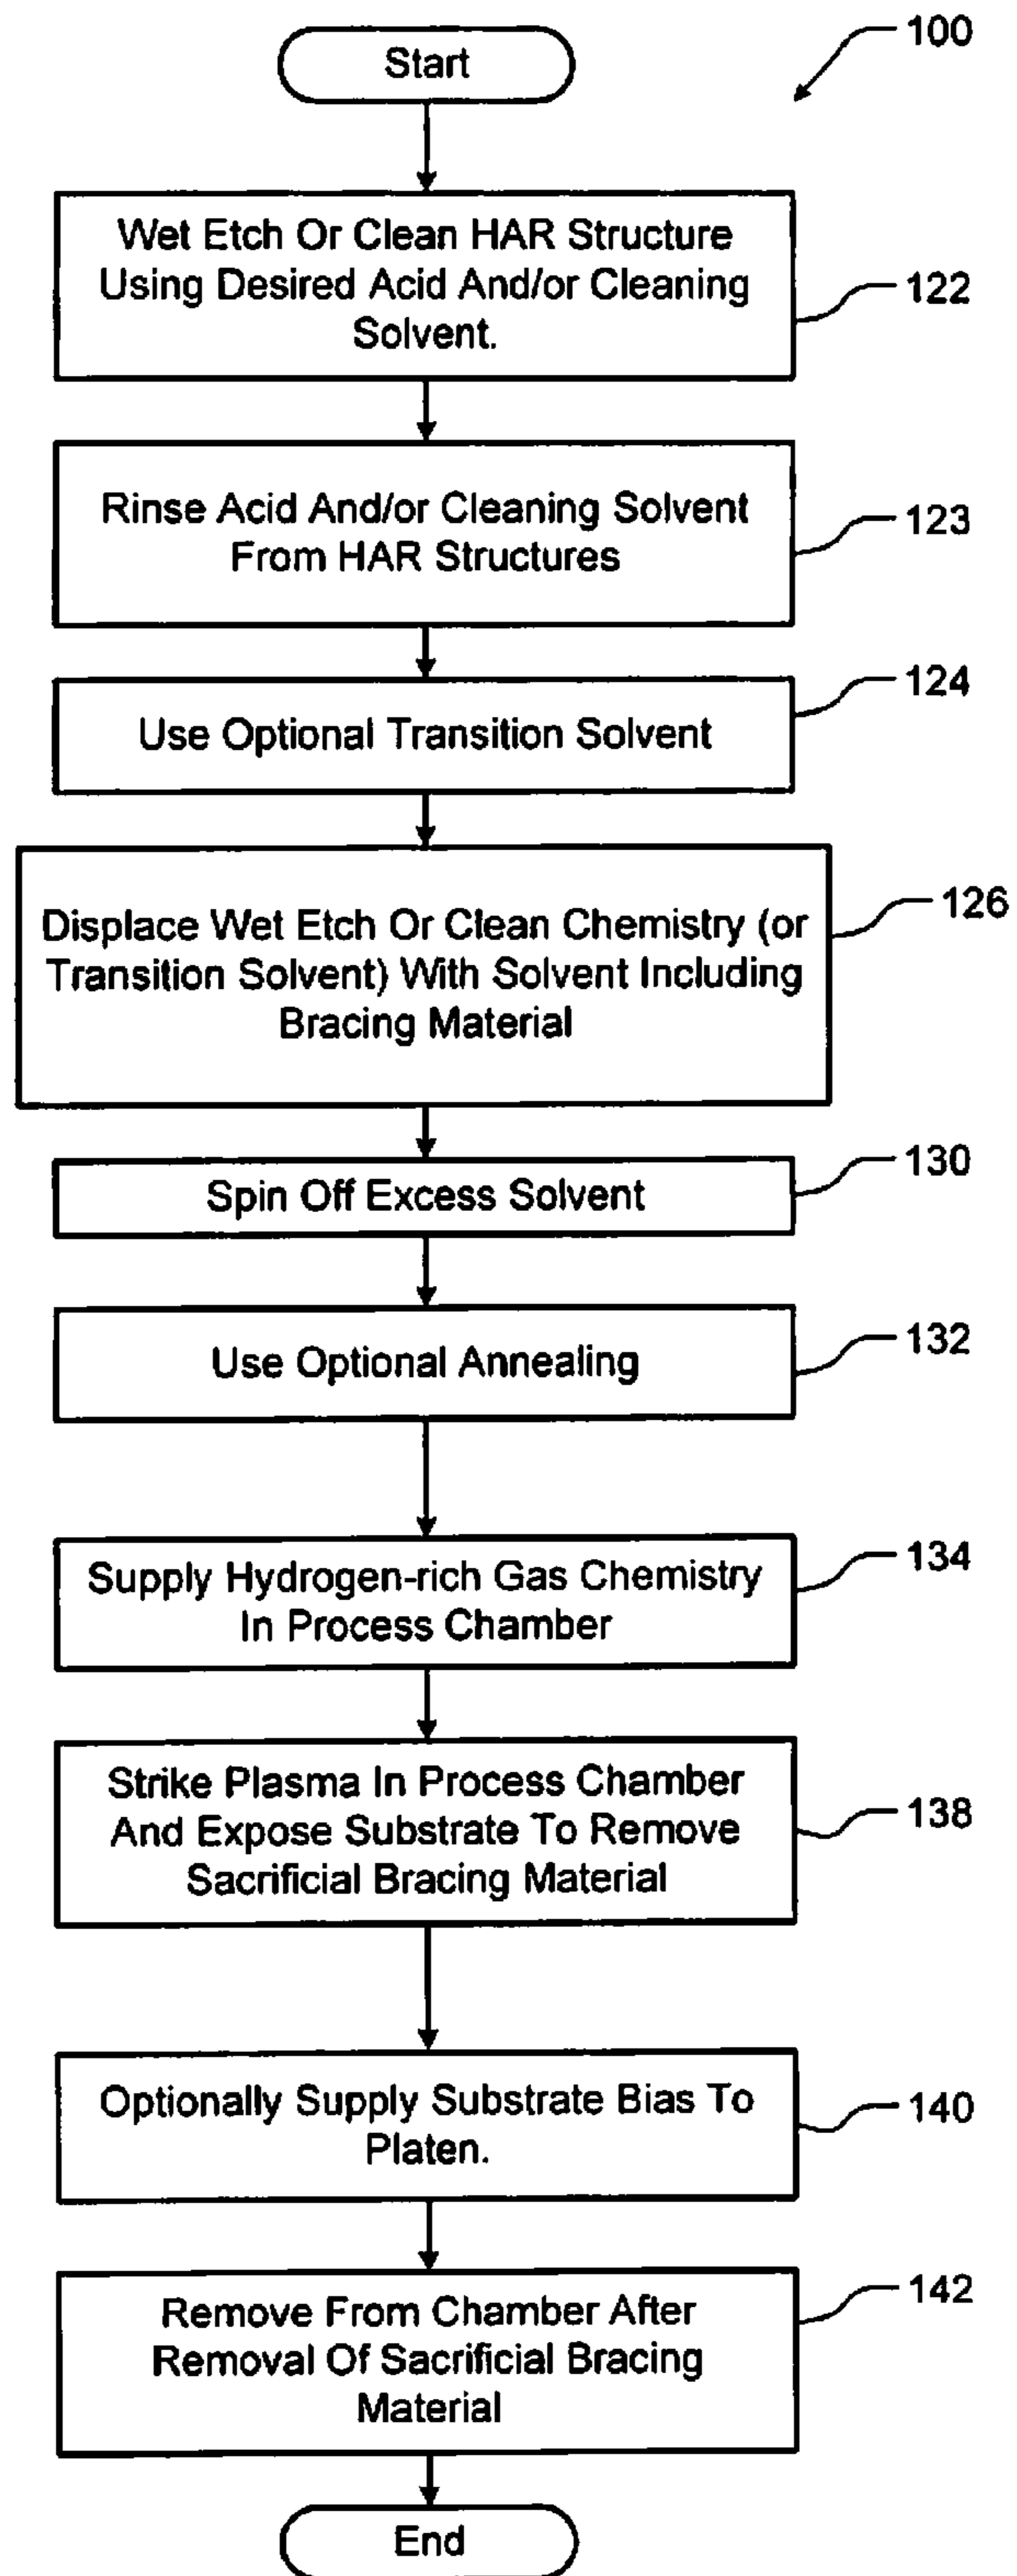 100
Start
Wet Etch Or Clean HAR Structure
Using Desired Acid And/or Cleaning
Solvent.
122
Rinse Acid And/or Cleaning Solvent
From HAR Structures
123
Use Optional Transition Solvent
124
Displace Wet Etch Or Clean Chemistry (or
Transition Solvent) With Solvent Including
Bracing Material
126
Spin Off Excess Solvent
130
Use Optional Annealing
132
Supply Hydrogen-rich Gas Chemistry
In Process Chamber
134
Strike Plasma In Process Chamber
And Expose Substrate To Remove
Sacrificial Bracing Material
138
Optionally Supply Substrate Bias To
Platen.
140
Remove From Chamber After
Removal Of Sacrificial Bracing
Material
142
End